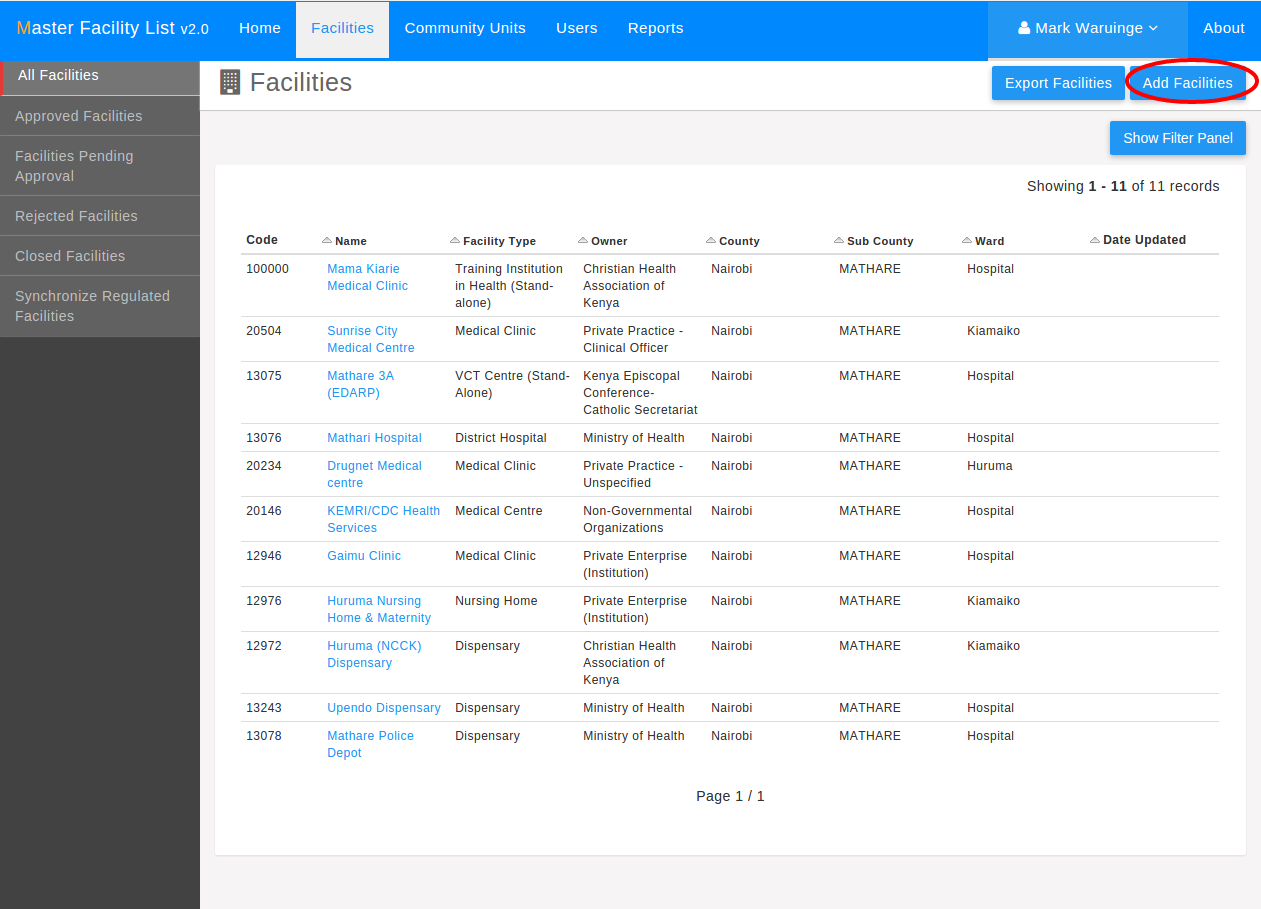 Master Facility List v2.0 Home Facilities Community Units Users Reports Mark Waruinge About
All Facilities
Approved Facilities
Facilities Pending
Approval
Rejected Facilities
Closed Facilities
Synchronize Regulated
Facilities
Facilities Export Facilities Add Facilities
Show Filter Panel
Showing 1 - 11 of 11 records
Code Name Facility Type Owner County Sub County Ward Date Updated
100000 Mama Kiarie Training Institution Christian Health Nairobi MATHARE Hospital
Medical Clinic in Health (Stand- Association of
alone) Kenya
20504 Sunrise City Medical Clinic Private Practice - Nairobi MATHARE Kiamaiko
Medical Centre Clinical Officer
13075 Mathare 3A VCT Centre (Stand- Kenya Episcopal Nairobi MATHARE Hospital
(EDARP) Alone) Conference-
Catholic Secretariat
13076 Mathari Hospital District Hospital Ministry of Health Nairobi MATHARE Hospital
20234 Drugnet Medical Medical Clinic Private Practice - Nairobi MATHARE Huruma
centre Unspecified
20146 KEMRI/CDC Health Medical Centre Non-Governmental Nairobi MATHARE Hospital
Services Organizations
12946 Gaimu Clinic Medical Clinic Private Enterprise Nairobi MATHARE Hospital
(Institution)
12976 Huruma Nursing Nursing Home Private Enterprise Nairobi MATHARE Kiamaiko
Home & Maternity (Institution)
12972 Huruma (NCCK) Dispensary Christian Health Nairobi MATHARE Kiamaiko
Dispensary Association of
Kenya
13243 Upendo Dispensary Dispensary Ministry of Health Nairobi MATHARE Hospital
13078 Mathare Police Dispensary Ministry of Health Nairobi MATHARE Hospital
Depot
Page 1 / 1